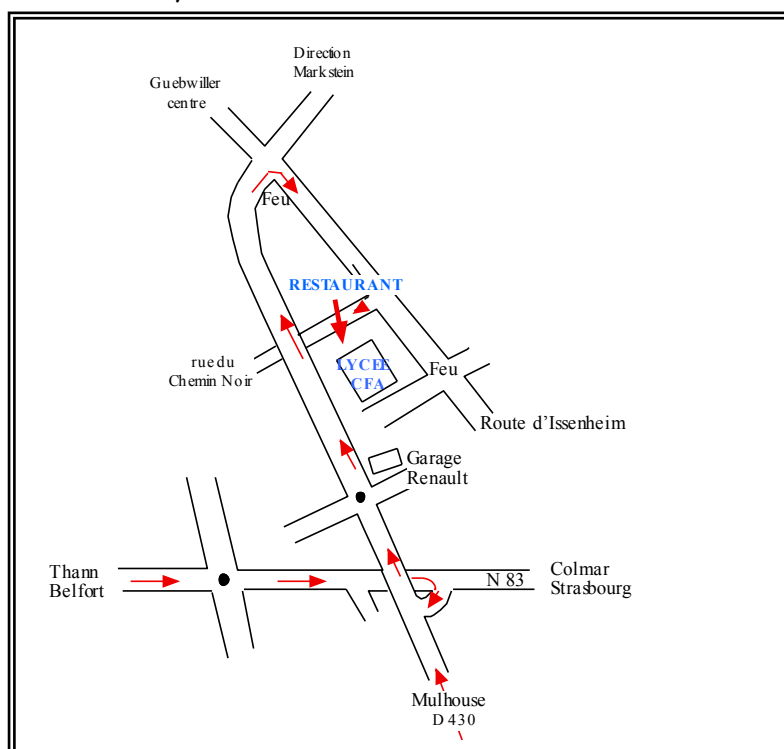 Direction
Markstein
Guebwiller
centre
Feu
RESTAURANT
rue du
Chemin Noir
LYCEE
CFA
Feu
Route d'Issenheim
Garage
Renault
Thann
Belfort
N 83
Colmar
Strasbourg
Mulhouse
D 430